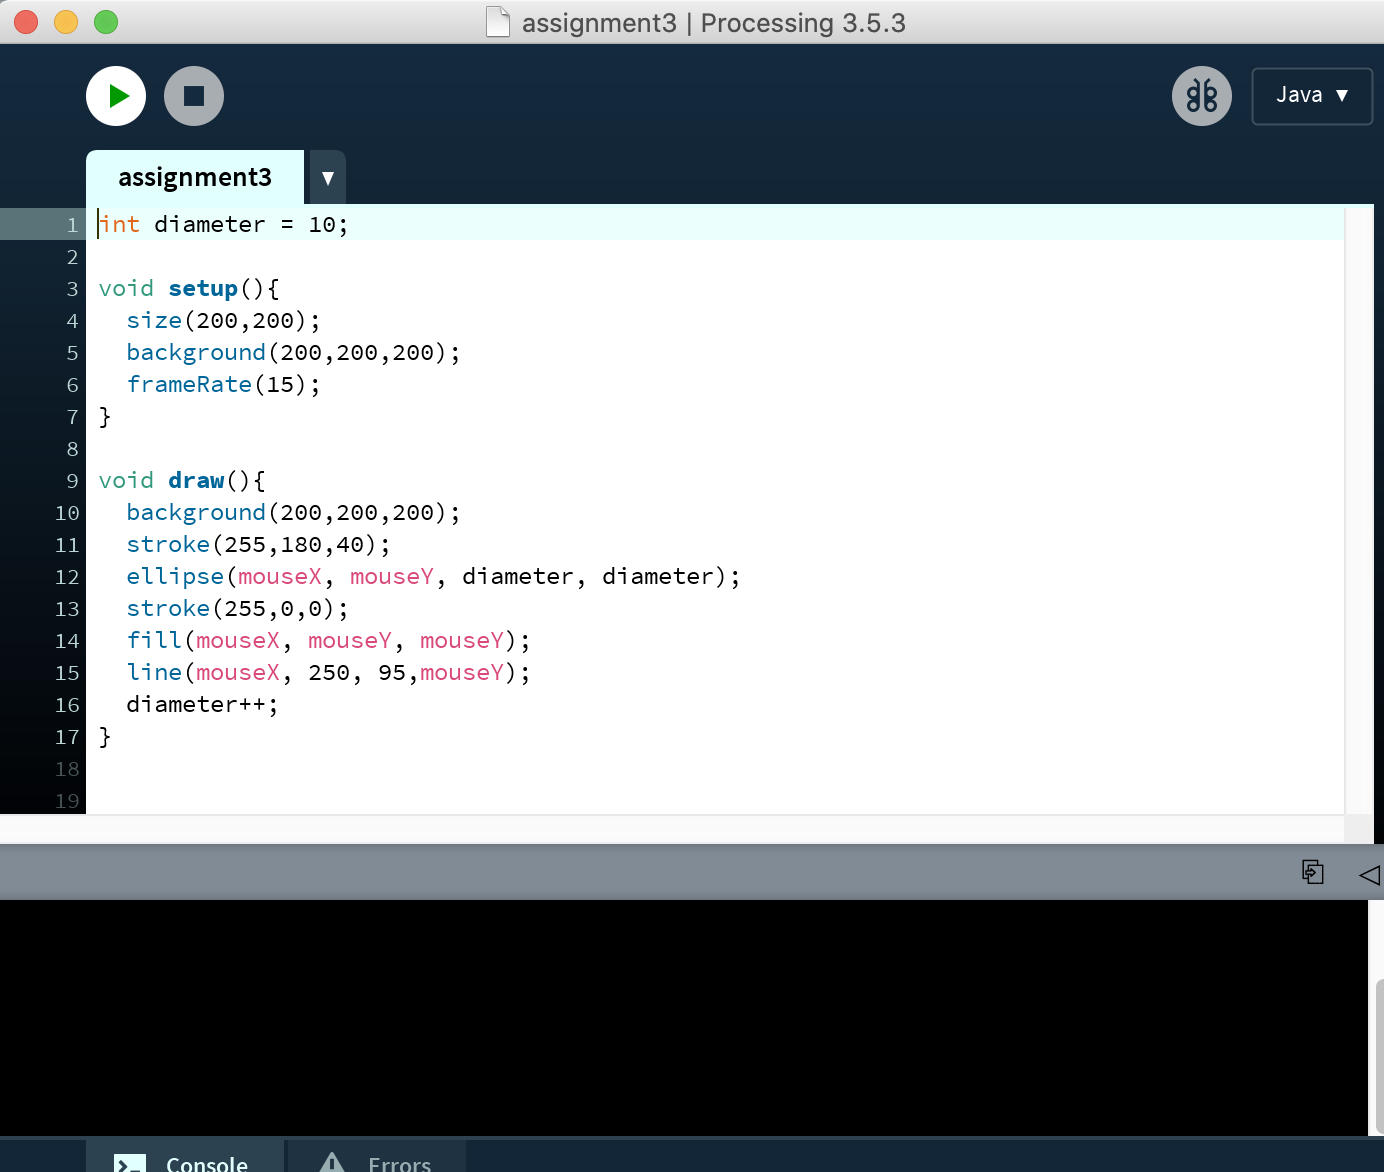 assignment3 | Processing 3.5.3
Java ▼
assignment3 ▼
1 int diameter = 10;
2
3 void setup(){
4   size(200,200);
5   background(200,200,200);
6   frameRate(15);
7 }
8
9 void draw(){
10   background(200,200,200);
11   stroke(255,180,40);
12   ellipse(mouseX, mouseY, diameter, diameter);
13   stroke(255,0,0);
14   fill(mouseX, mouseY, mouseY);
15   line(mouseX, 250, 95,mouseY);
16   diameter++;
17 }
18
19
Console Errors